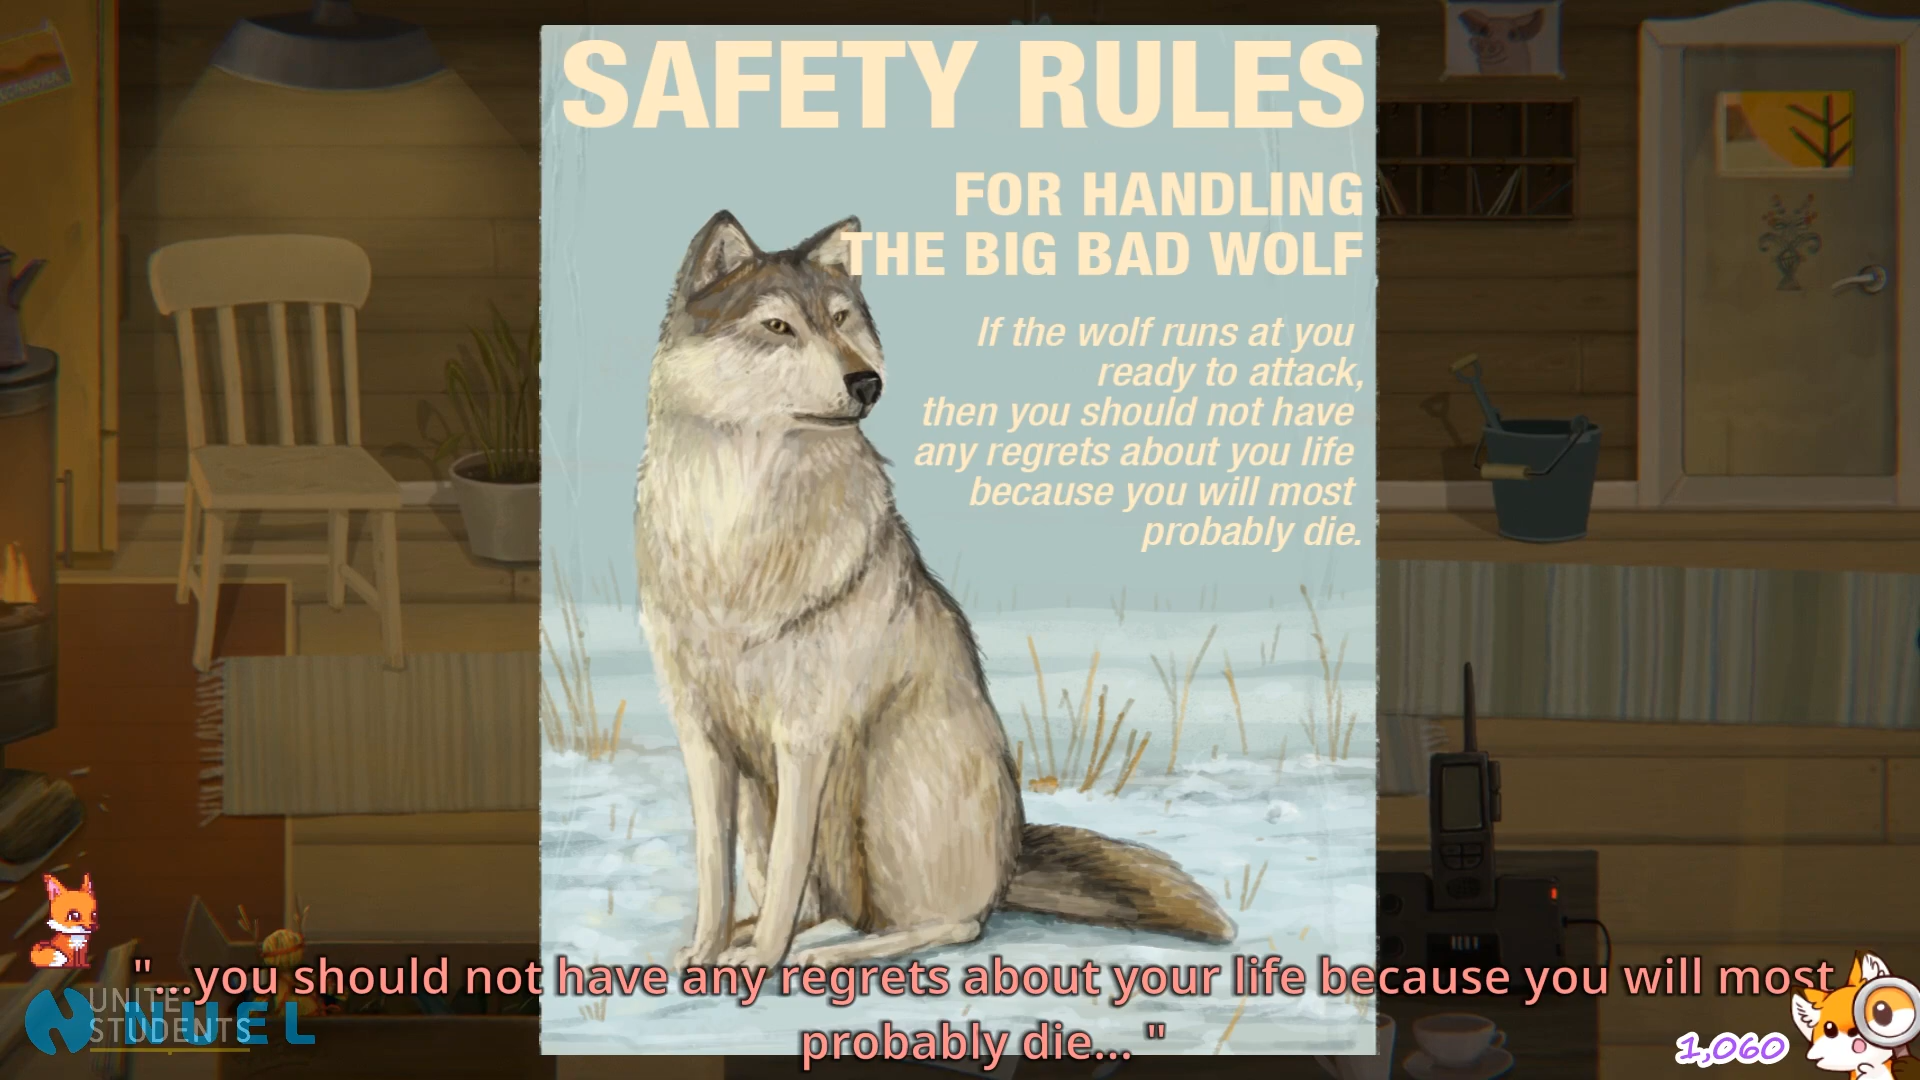 SAFETY RULES
FOR HANDLING
THE BIG BAD WOLF
If the wolf runs at you
ready to attack,
then you should not have
any regrets about you life
because you will most
probably die.
"...you should not have any regrets about your life because you will most
probably die... "
UNITE
STUDENTS
NUEL
1,060